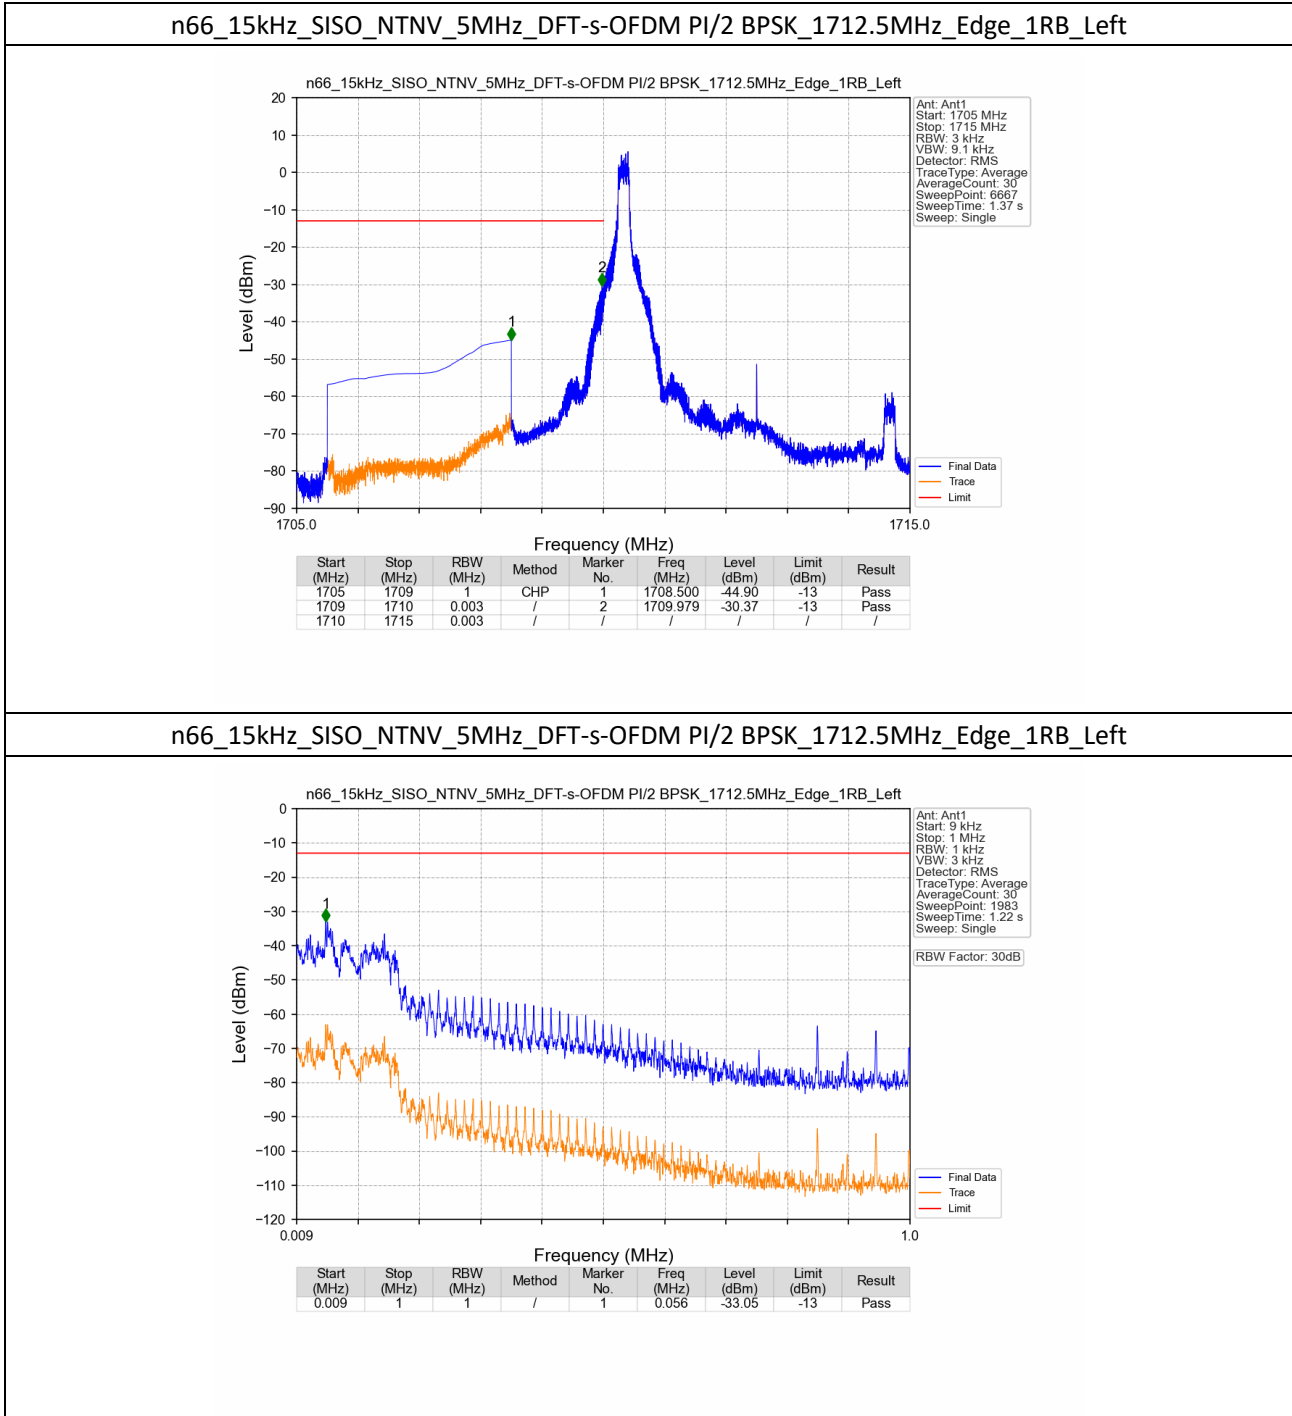 n66_15kHz_SISO_NTNV_5MHz_DFT-s-OFDM PI/2 BPSK_1712.5MHz_Edge_1RB_Left
n66_15kHz_SISO_NTNV_5MHz_DFT-s-OFDM PI/2 BPSK_1712.5MHz_Edge_1RB_Left
Ant: Ant1
Start: 1705 MHz
Stop: 1715 MHz
RBW: 3 kHz
VBW: 9.1 kHz
Detector: RMS
TraceType: Average
AverageCount: 30
SweepPoint: 6667
SweepTime: 1.37 s
Sweep: Single
20
10
0
−10
−20
−30
−40
−50
−60
−70
−80
−90
Level (dBm)
1
2
Final Data
Trace
Limit
1705.0 1715.0
Frequency (MHz)
Start (MHz) Stop (MHz) RBW (MHz) Method Marker No. Freq (MHz) Level (dBm) Limit (dBm) Result
1705 1709 1 CHP 1 1708.500 -44.90 -13 Pass
1709 1710 0.003 / 2 1709.979 -30.37 -13 Pass
1710 1715 0.003 / / / / / /
n66_15kHz_SISO_NTNV_5MHz_DFT-s-OFDM PI/2 BPSK_1712.5MHz_Edge_1RB_Left
n66_15kHz_SISO_NTNV_5MHz_DFT-s-OFDM PI/2 BPSK_1712.5MHz_Edge_1RB_Left
Ant: Ant1
Start: 9 kHz
Stop: 1 MHz
RBW: 1 kHz
VBW: 3 kHz
Detector: RMS
TraceType: Average
AverageCount: 30
SweepPoint: 1983
SweepTime: 1.22 s
Sweep: Single
RBW Factor: 30dB
0
−10
−20
−30
−40
−50
−60
−70
−80
−90
−100
−110
−120
Level (dBm)
1
Final Data
Trace
Limit
0.009 1.0
Frequency (MHz)
Start (MHz) Stop (MHz) RBW (MHz) Method Marker No. Freq (MHz) Level (dBm) Limit (dBm) Result
0.009 1 1 / 1 0.056 -33.05 -13 Pass